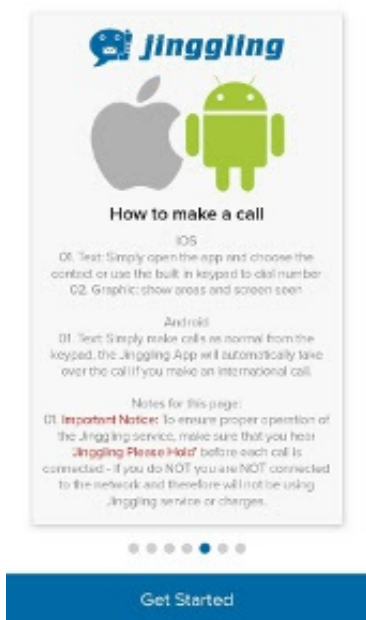 jinggling
How to make a call
IOS
01. Text: Simply open the app and choose the
contact or use the built in keypad to dial number
02. Graphic: show areas and screen seen
Android
01. Text: Simply make calls as normal from the
keypad, the Jinggling App will automatically take
over the call if you make an international call.
Notes for this page:
01. Important Notice: To ensure proper operation of
the Jinggling service, make sure that you hear
"Jinggling Please Hold" before each call is
connected - if you do NOT you are NOT connected
to the network and therefore will not be using
Jinggling service or charges.
Get Started